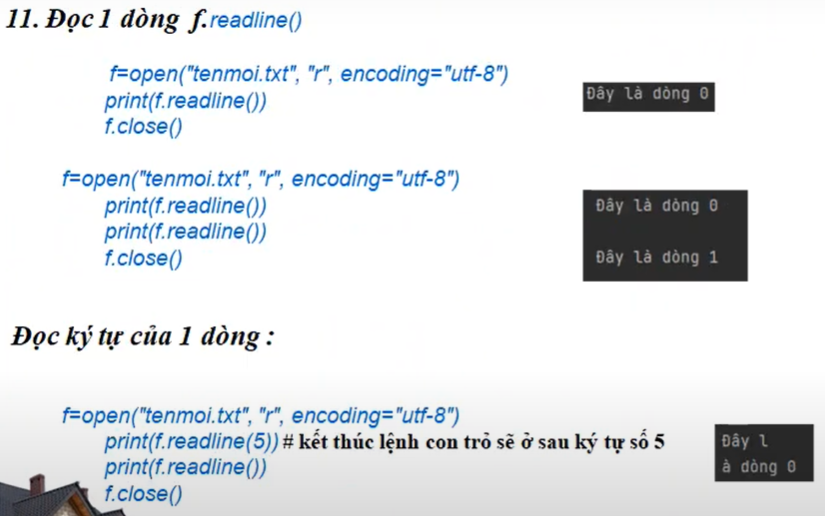 11. Đọc 1 dòng f.readline()
f=open("tenmoi.txt", "r", encoding="utf-8")
print(f.readline())
f.close()
Đây là dòng 0
f=open("tenmoi.txt", "r", encoding="utf-8")
print(f.readline())
print(f.readline())
f.close()
Đây là dòng 0
Đây là dòng 1
Đọc ký tự của 1 dòng :
f=open("tenmoi.txt", "r", encoding="utf-8")
print(f.readline(5)) # kết thúc lệnh con trỏ sẽ ở sau ký tự số 5
print(f.readline())
f.close()
Đây l
à dòng 0